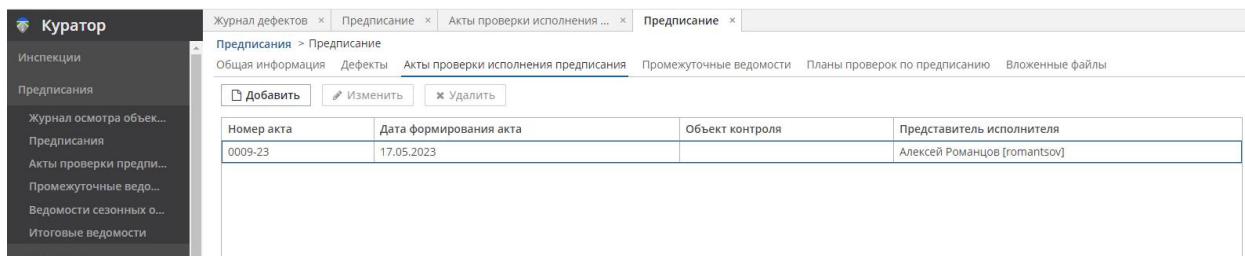 Куратор
Инспекции
Предписания
Журнал осмотра объек...
Предписания
Акты проверки предпи...
Промежуточные ведо...
Ведомости сезонных о...
Итоговые ведомости
Журнал дефектов × Предписание × Акты проверки исполнения ... × Предписание ×
Предписания > Предписание
Общая информация Дефекты Акты проверки исполнения предписания Промежуточные ведомости Планы проверок по предписанию Вложенные файлы
Добавить Изменить Удалить
Номер акта Дата формирования акта Объект контроля Представитель исполнителя
0009-23 17.05.2023 Алексей Романцов [romantsov]